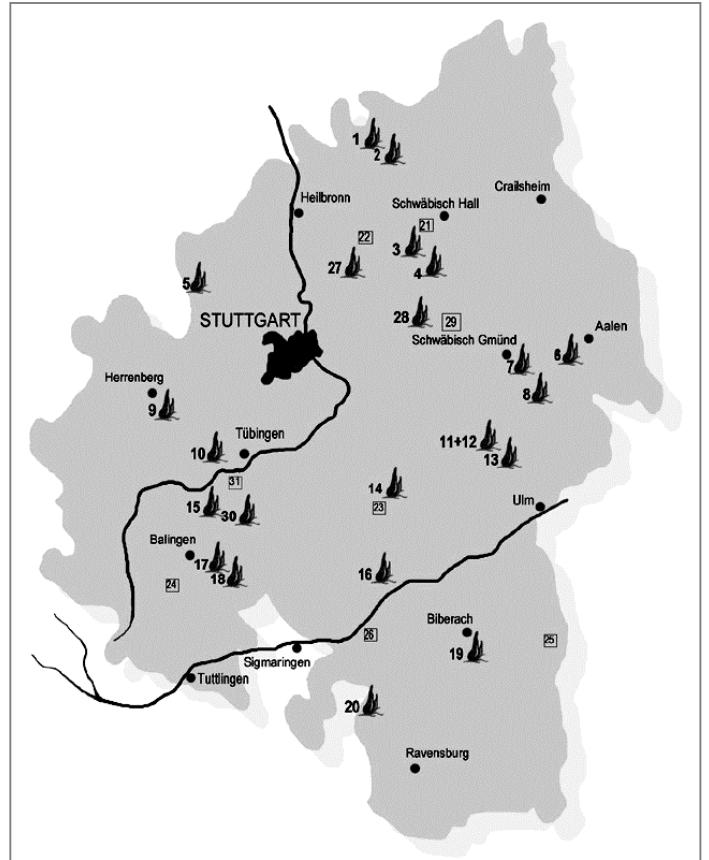 1
2
Crailsheim
Heilbronn
Schwäbisch Hall
21
22
3
27
4
5
STUTTGART
28
29
Schwäbisch Gmünd
Aalen
7
6
8
Herrenberg
9
10
Tübingen
11+12
13
31
14
23
15
30
Ulm
Balingen
17
18
16
24
Biberach
26
25
19
Sigmaringen
Tuttlingen
20
Ravensburg